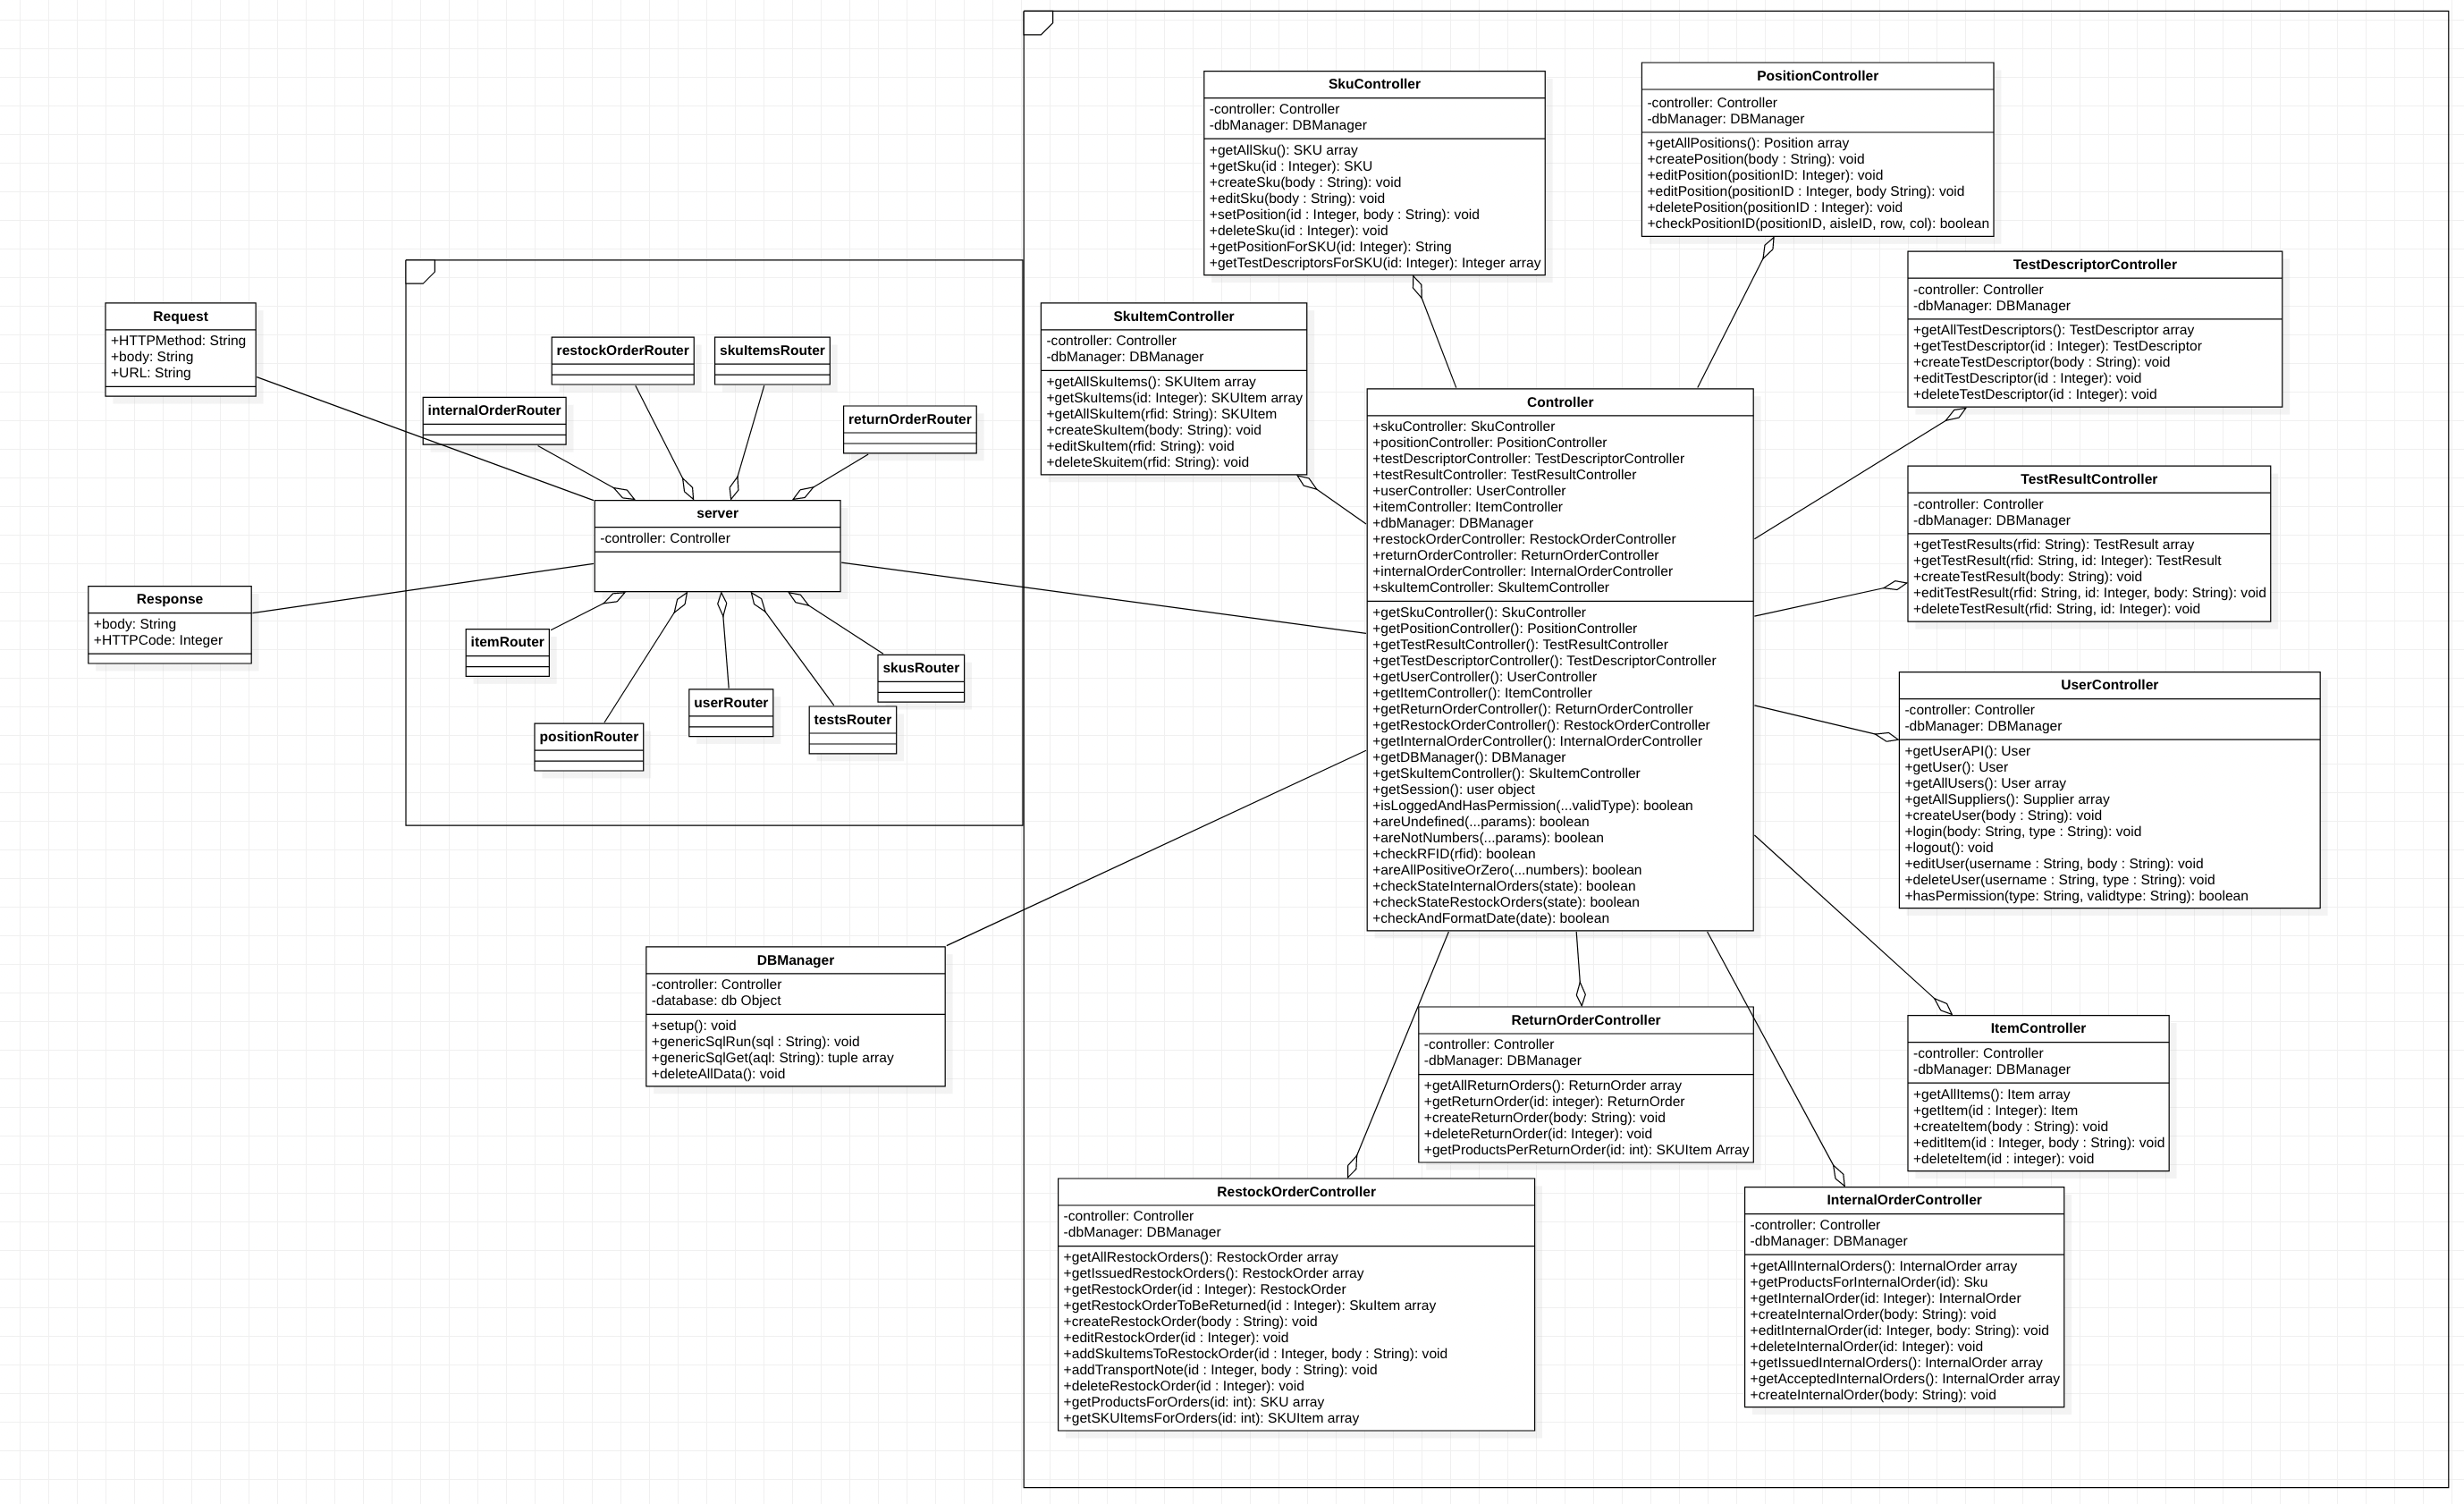 SkuController
-controller: Controller
-dbManager: DBManager
+getAllSku(): SKU array
+getSku(id : Integer): SKU
+createSku(body : String): void
+editSku(body : String): void
+setPosition(id : Integer, body : String): void
+deleteSku(id : Integer): void
+getPositionForSKU(id: Integer): String
+getTestDescriptorsForSKU(id: Integer): Integer array
PositionController
-controller: Controller
-dbManager: DBManager
+getAllPositions(): Position array
+createPosition(body : String): void
+editPosition(positionID: Integer): void
+editPosition(positionID : Integer, body String): void
+deletePosition(positionID : Integer): void
+checkPositionID(positionID, aisleID, row, col): boolean
TestDescriptorController
-controller: Controller
-dbManager: DBManager
+getAllTestDescriptors(): TestDescriptor array
+getTestDescriptor(id : Integer): TestDescriptor
+createTestDescriptor(body : String): void
+editTestDescriptor(id : Integer): void
+deleteTestDescriptor(id : Integer): void
Request
+HTTPMethod: String
+body: String
+URL: String
SkuItemController
-controller: Controller
-dbManager: DBManager
+getAllSkuItems(): SKUItem array
+getSkuItems(id: Integer): SKUItem array
+getAllSkuItem(rfid: String): SKUItem
+createSkuItem(body: String): void
+editSkuItem(rfid: String): void
+deleteSkuitem(rfid: String): void
restockOrderRouter
skuItemsRouter
internalOrderRouter
returnOrderRouter
server
-controller: Controller
Controller
+skuController: SkuController
+positionController: PositionController
+testDescriptorController: TestDescriptorController
+testResultController: TestResultController
+userController: UserController
+itemController: ItemController
+dbManager: DBManager
+restockOrderController: RestockOrderController
+returnOrderController: ReturnOrderController
+internalOrderController: InternalOrderController
+skuItemController: SkuItemController
+getSkuController(): SkuController
+getPositionController(): PositionController
+getTestResultController(): TestResultController
+getTestDescriptorController(): TestDescriptorController
+getUserController(): UserController
+getItemController(): ItemController
+getReturnOrderController(): ReturnOrderController
+getRestockOrderController(): RestockOrderController
+getInternalOrderController(): InternalOrderController
+getDBManager(): DBManager
+getSkuItemController(): SkuItemController
+getSession(): user object
+isLoggedAndHasPermission(...validType): boolean
+areUndefined(...params): boolean
+areNotNumbers(...params): boolean
+checkRFID(rfid): boolean
+areAllPositiveOrZero(...numbers): boolean
+checkStateInternalOrders(state): boolean
+checkStateRestockOrders(state): boolean
+checkAndFormatDate(date): boolean
TestResultController
-controller: Controller
-dbManager: DBManager
+getTestResults(rfid: String): TestResult array
+getTestResult(rfid: String, id: Integer): TestResult
+createTestResult(body: String): void
+editTestResult(rfid: String, id: Integer, body: String): void
+deleteTestResult(rfid: String, id: Integer): void
Response
+body: String
+HTTPCode: Integer
itemRouter
skusRouter
userRouter
testsRouter
positionRouter
UserController
-controller: Controller
-dbManager: DBManager
+getUserAPI(): User
+getUser(): User
+getAllUsers(): User array
+getAllSuppliers(): Supplier array
+createUser(body : String): void
+login(body: String, type : String): void
+logout(): void
+editUser(username : String, body : String): void
+deleteUser(username : String, type : String): void
+hasPermission(type: String, validtype: String): boolean
DBManager
-controller: Controller
-database: db Object
+setup(): void
+genericSqlRun(sql : String): void
+genericSqlGet(aql: String): tuple array
+deleteAllData(): void
ReturnOrderController
-controller: Controller
-dbManager: DBManager
+getAllReturnOrders(): ReturnOrder array
+getReturnOrder(id: integer): ReturnOrder
+createReturnOrder(body: String): void
+deleteReturnOrder(id: Integer): void
+getProductsPerReturnOrder(id: int): SKUItem Array
ItemController
-controller: Controller
-dbManager: DBManager
+getAllItems(): Item array
+getItem(id : Integer): Item
+createItem(body : String): void
+editItem(id : Integer, body : String): void
+deleteItem(id : integer): void
RestockOrderController
-controller: Controller
-dbManager: DBManager
+getAllRestockOrders(): RestockOrder array
+getIssuedRestockOrders(): RestockOrder array
+getRestockOrder(id : Integer): RestockOrder
+getRestockOrderToBeReturned(id : Integer): SkuItem array
+createRestockOrder(body : String): void
+editRestockOrder(id : Integer): void
+addSkuItemsToRestockOrder(id : Integer, body : String): void
+addTransportNote(id : Integer, body : String): void
+deleteRestockOrder(id : Integer): void
+getProductsForOrders(id: int): SKU array
+getSKUItemsForOrders(id: int): SKUItem array
InternalOrderController
-controller: Controller
-dbManager: DBManager
+getAllInternalOrders(): InternalOrder array
+getProductsForInternalOrder(id): Sku
+getInternalOrder(id: Integer): InternalOrder
+createInternalOrder(body: String): void
+editInternalOrder(id: Integer, body: String): void
+deleteInternalOrder(id: Integer): void
+getIssuedInternalOrders(): InternalOrder array
+getAcceptedInternalOrders(): InternalOrder array
+createInternalOrder(body: String): void